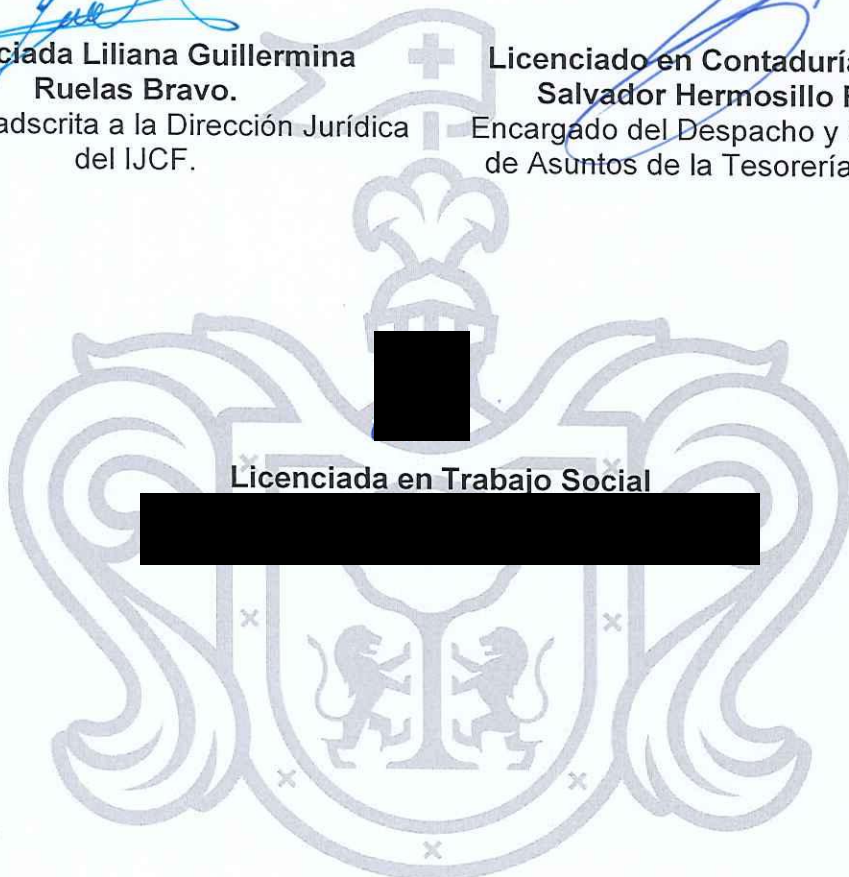 ciada Liliana Guillermina
Ruelas Bravo.
adscrita a la Dirección Jurídica
del IJCF.
Licenciado en Contaduría
Salvador Hermosillo
Encargado del Despacho y
de Asuntos de la Tesorería
Licenciada en Trabajo Social